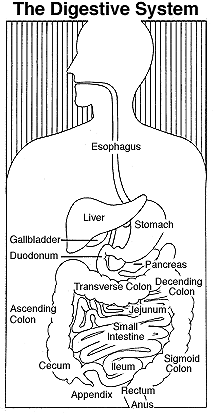 The Digestive System
Esophagus
Liver
Stomach
Gallbladder
Duodonum
Pancreas
Transverse Colon
Decending
Colon
Ascending
Colon
Jejunum
Small
Intestine
Cecum
Ileum
Sigmoid
Colon
Appendix
Rectum
Anus